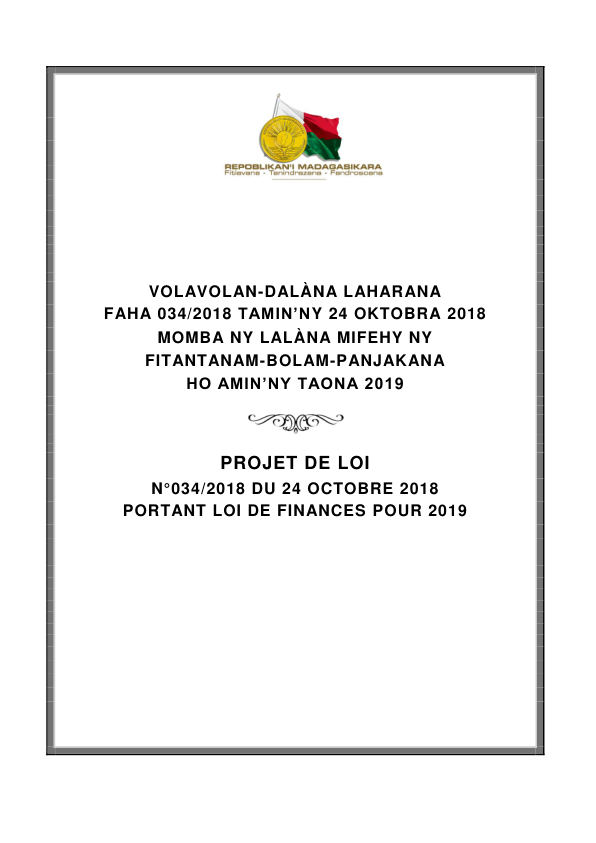 REPOBLIKAN'I MADAGASIKARA
Fitiavana - Tanindrazana - Fandrosoana
VOLAVOLAN-DALÀNA LAHARANA
FAHA 034/2018 TAMIN’NY 24 OKTOBRA 2018
MOMBA NY LALÀNA MIFEHY NY
FITANTANAM-BOLAM-PANJAKANA
HO AMIN’NY TAONA 2019
PROJET DE LOI
N°034/2018 DU 24 OCTOBRE 2018
PORTANT LOI DE FINANCES POUR 2019